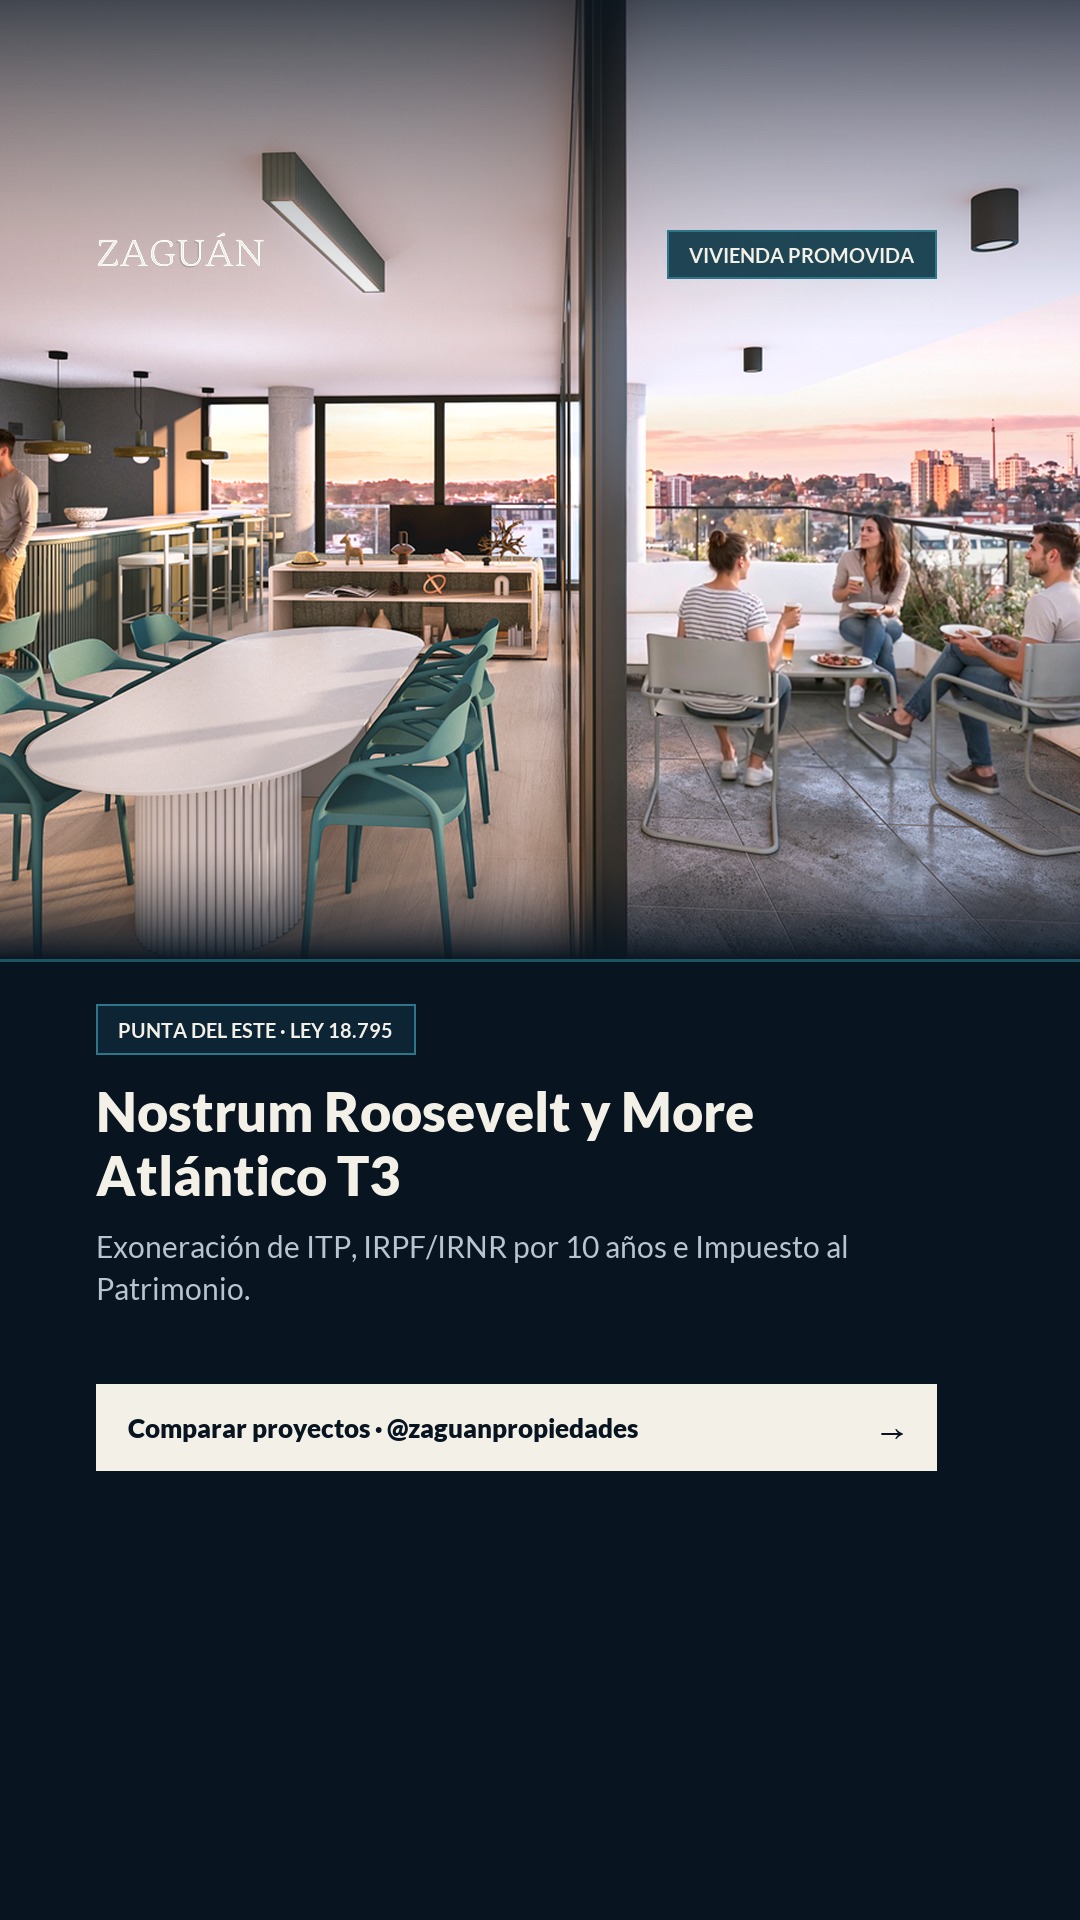 ZAGUÁN
VIVIENDA PROMOVIDA
PUNTA DEL ESTE · LEY 18.795
Nostrum Roosevelt y More
Atlántico T3
Exoneración de ITP, IRPF/IRNR por 10 años e Impuesto al
Patrimonio.
Comparar proyectos · @zaguanpropiedades →